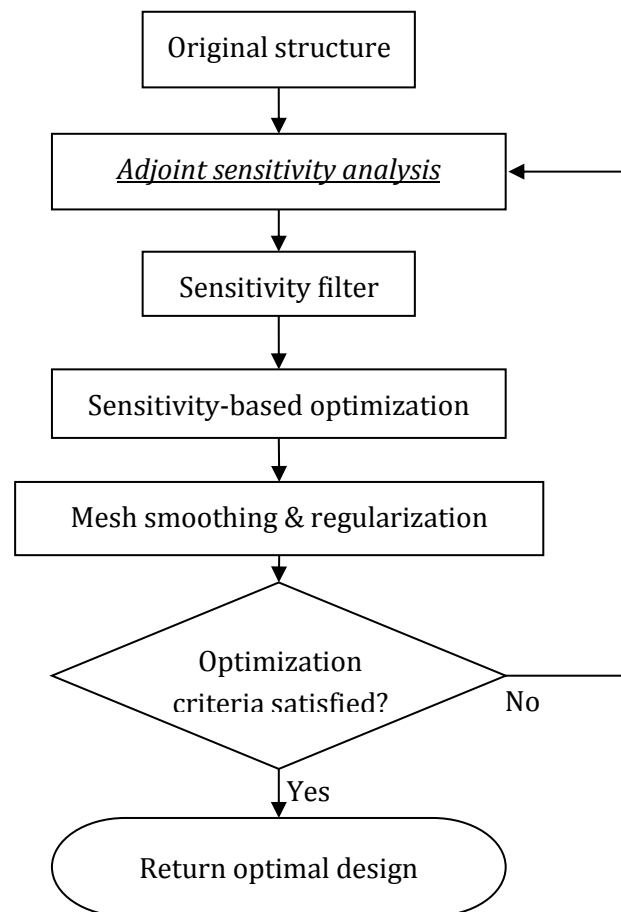 Original structure
Adjoint sensitivity analysis
Sensitivity filter
Sensitivity-based optimization
Mesh smoothing & regularization
Optimization
criteria satisfied?
No
Yes
Return optimal design